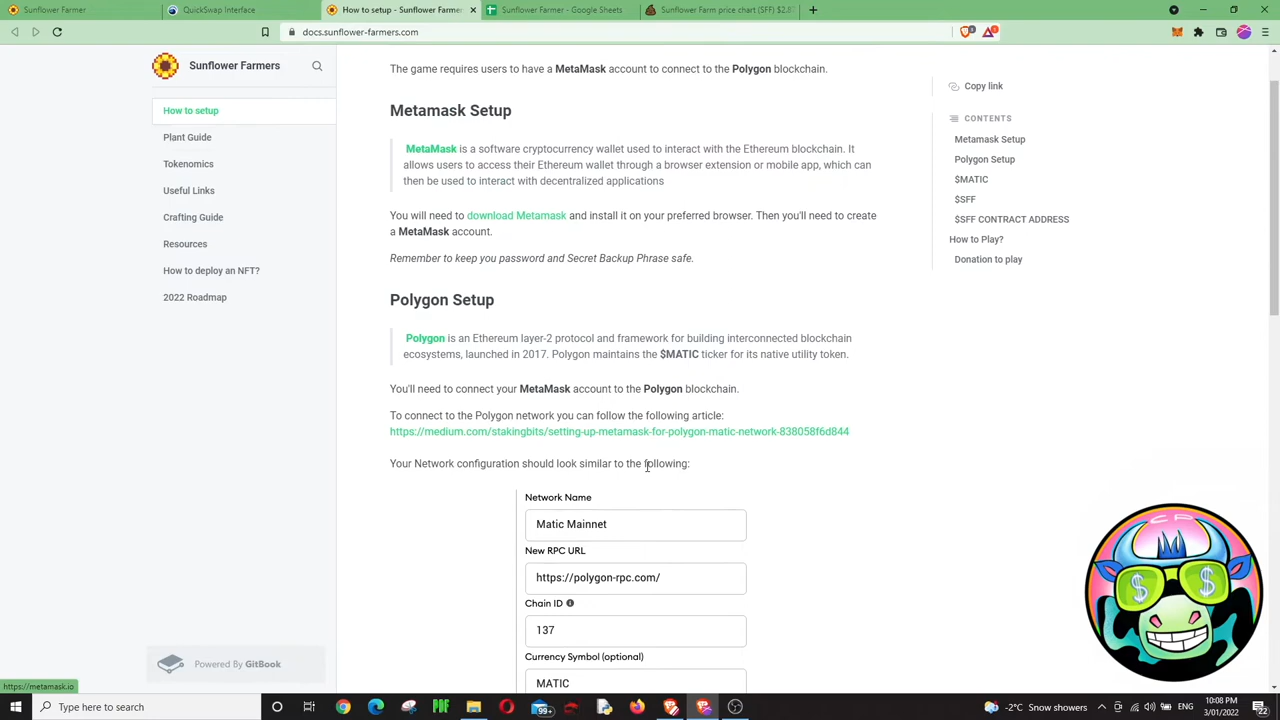 Sunflower Farmer
QuickSwap Interface
How to setup - Sunflower Farmers
Sunflower Farmers - Google Sheets
Sunflower Farm price chart (SFF) $2.8
docs.sunflower-farmers.com
Sunflower Farmers
How to setup
Plant Guide
Tokenomics
Useful Links
Crafting Guide
Resources
How to deploy an NFT?
2022 Roadmap
Powered By GitBook
The game requires users to have a MetaMask account to connect to the Polygon blockchain.
Metamask Setup
MetaMask is a software cryptocurrency wallet used to interact with the Ethereum blockchain. It
allows users to access their Ethereum wallet through a browser extension or mobile app, which can
then be used to interact with decentralized applications
You will need to download Metamask and install it on your preferred browser. Then you'll need to create
a MetaMask account.
Remember to keep you password and Secret Backup Phrase safe.
Polygon Setup
Polygon is an Ethereum layer-2 protocol and framework for building interconnected blockchain
ecosystems, launched in 2017. Polygon maintains the $MATIC ticker for its native utility token.
You'll need to connect your MetaMask account to the Polygon blockchain.
To connect to the Polygon network you can follow the following article:
https://medium.com/stakingbits/setting-up-metamask-for-polygon-matic-network-838058f6d844
Your Network configuration should look similar to the following:
Network Name
Matic Mainnet
New RPC URL
https://polygon-rpc.com/
Chain ID
137
Currency Symbol (optional)
MATIC
Copy link
CONTENTS
Metamask Setup
Polygon Setup
$MATIC
$SFF
$SFF CONTRACT ADDRESS
How to Play?
Donation to play
CP
$ $
https://metamask.io
Type here to search
99+
-2°C Snow showers
ENG
10:08 PM
3/01/2022
22